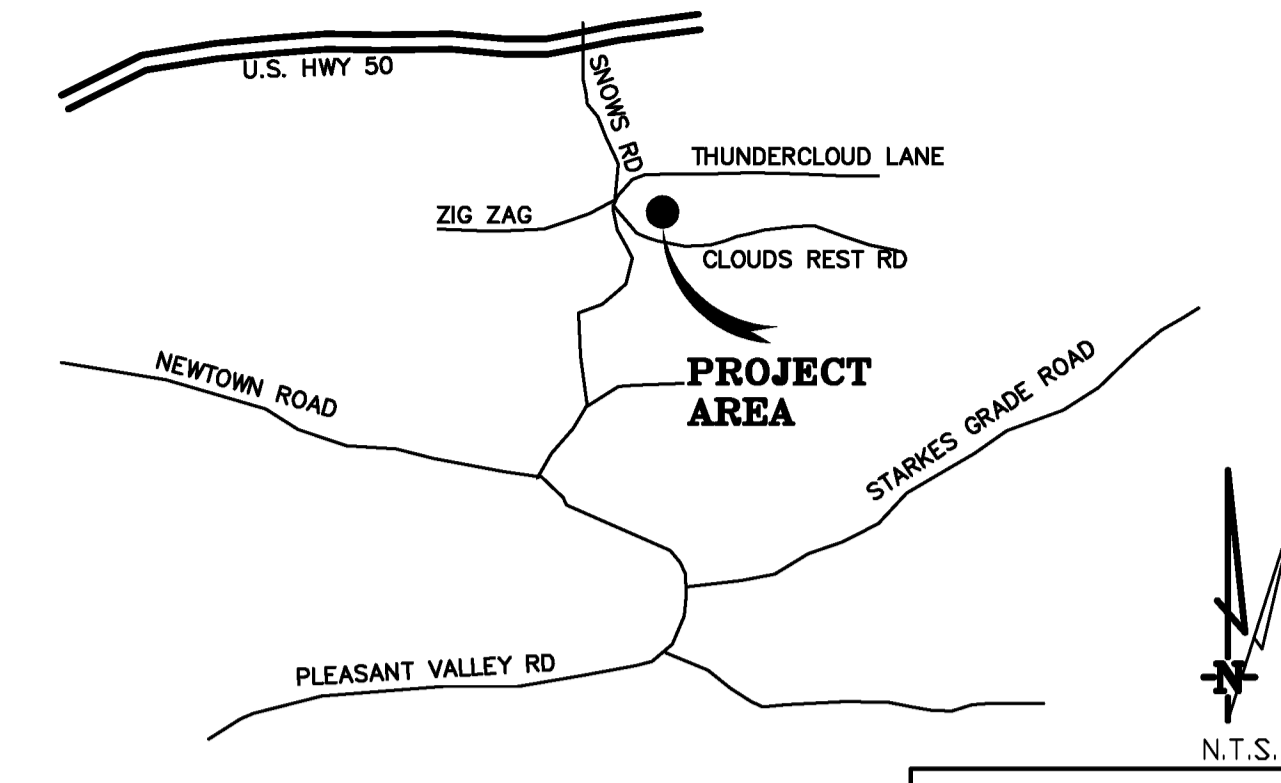 U.S. HWY 50
SNOWS RD
THUNDERCLOUD LANE
ZIG ZAG
CLOUDS REST RD
PROJECT
AREA
NEWTOWN ROAD
STARKES GRADE ROAD
PLEASANT VALLEY RD
N
N.T.S.